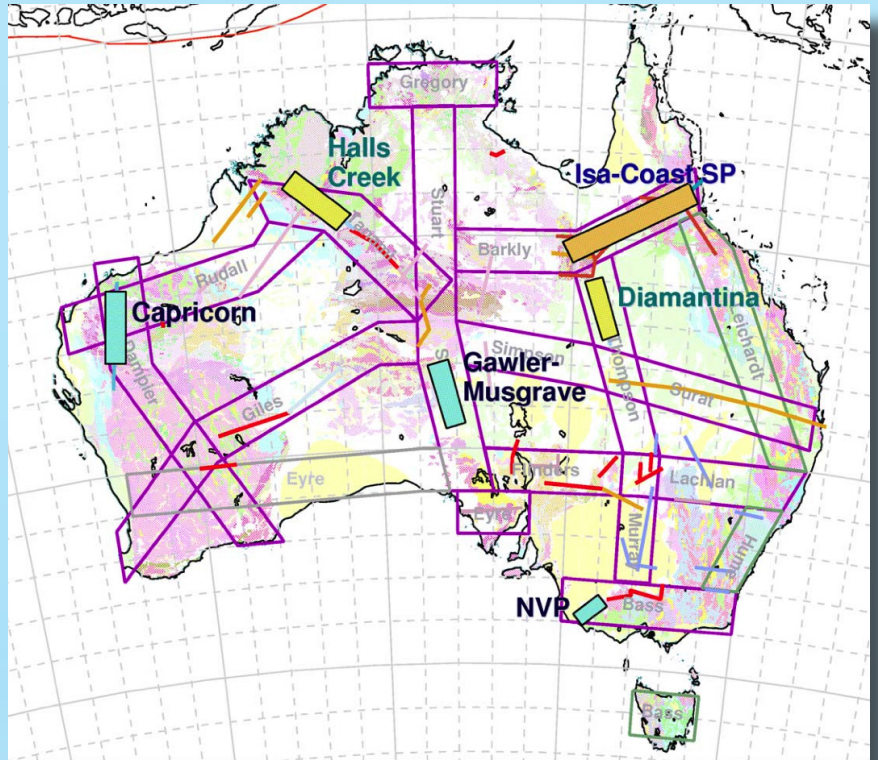 Gregory
Halls
Creek
Isa-Coast SP
Stuart
Tanami
Barkly
Rudall
Diamantina
Capricorn
Leichardt
Dampier
Simpson
Thompson
Gawler-
Musgrave
Surat
Giles
Flinders
Lachlan
Eyre
Eyre
Murray
Hume
NVP
Bass
Bass